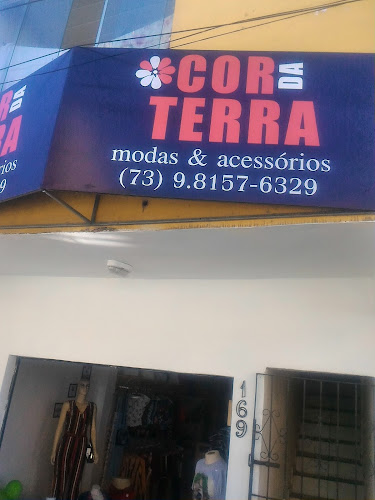 COR DA
TERRA
modas & acessórios
(73) 9.8157-6329
169